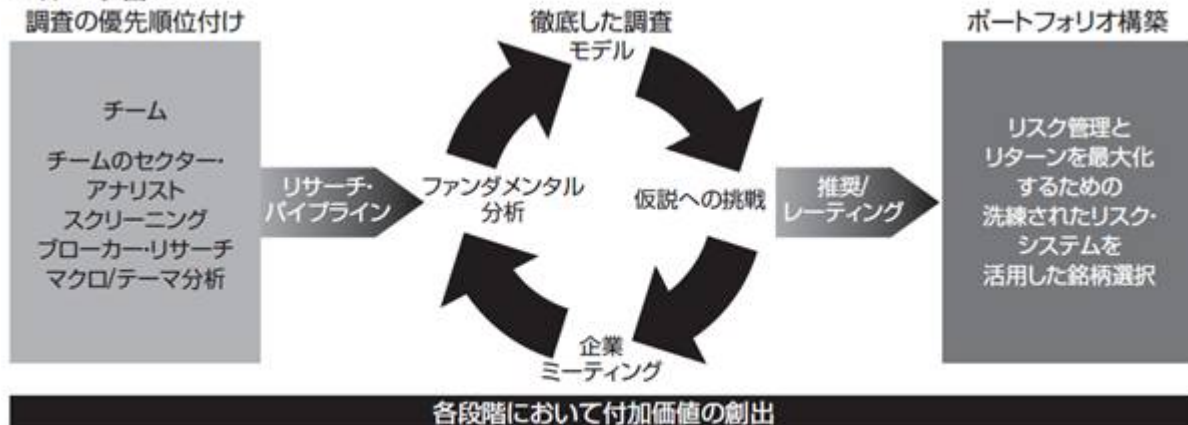 調査の優先順位付け
チーム
チームのセクター・
アナリスト
スクリーニング
ブローカー・リサーチ
マクロ/テーマ分析
リサーチ・
パイプライン
徹底した調査
モデル
ファンダメンタル
分析
仮説への挑戦
企業
ミーティング
推奨/
レーティング
ポートフォリオ構築
リスク管理と
リターンを最大化
するための
洗練されたリスク・
システムを
活用した銘柄選択
各段階において付加価値の創出